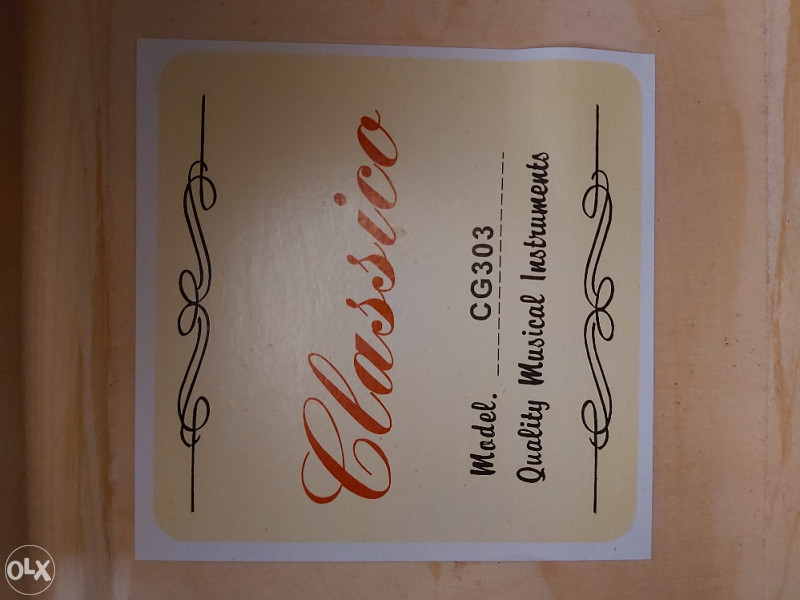 Classico
Model. CG303
Quality Musical Instruments
OLX